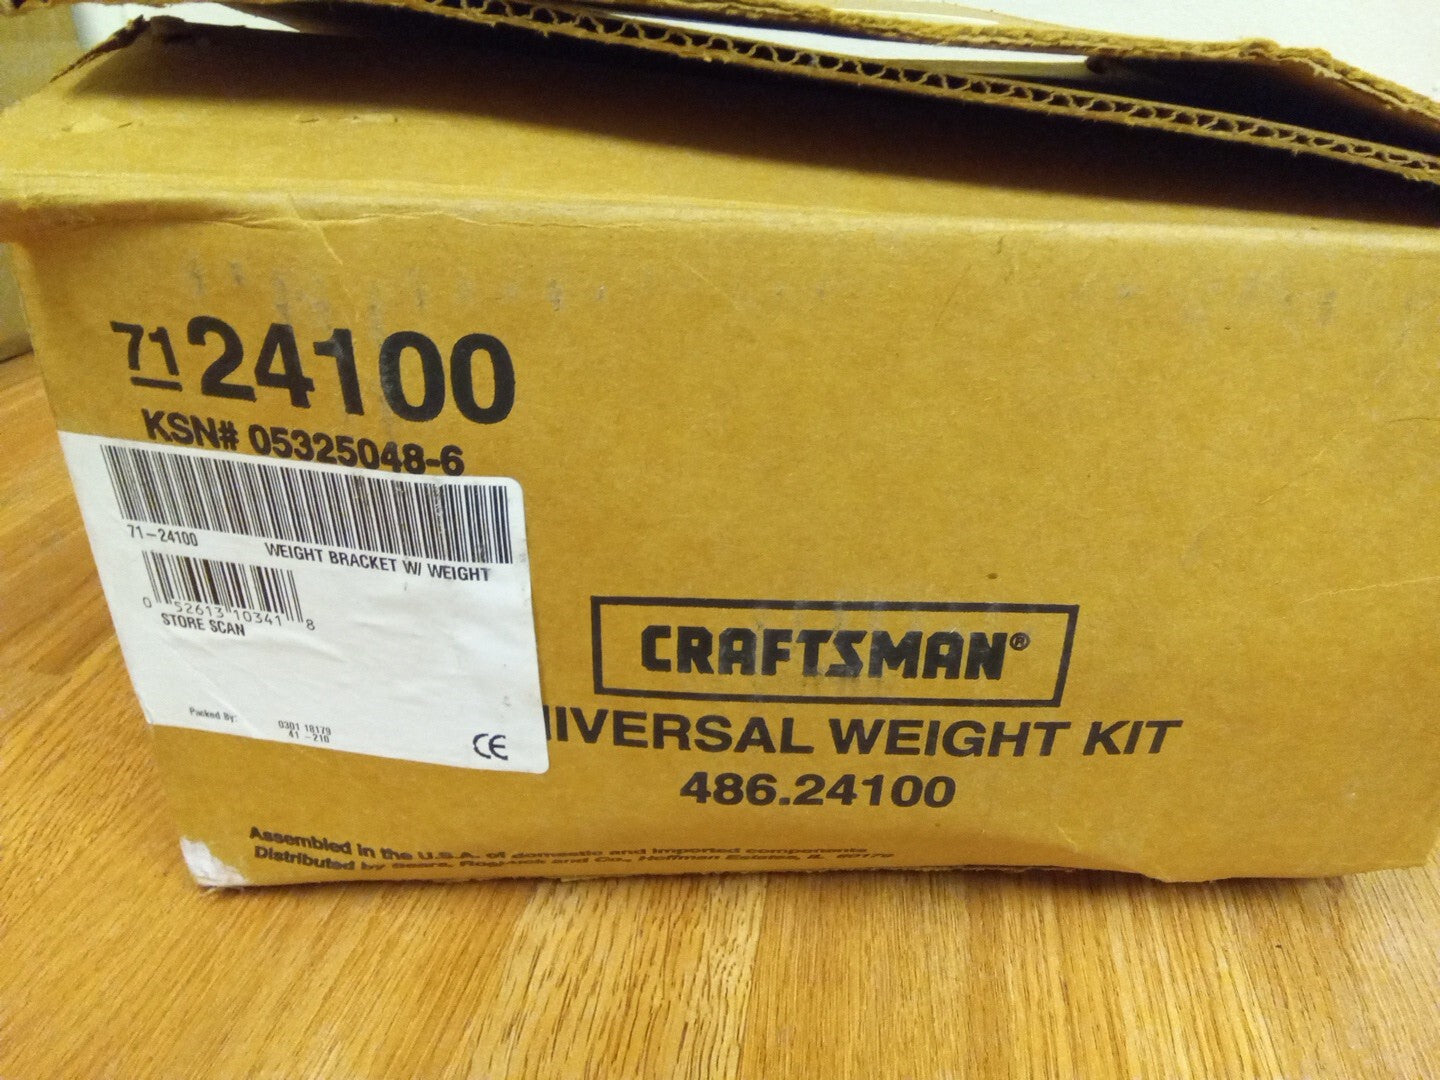 71 24100
KSN# 05325048-6
71-24100
WEIGHT BRACKET W/ WEIGHT
0 52613 10341 8
STORE SCAN
Packed By: 0301 18179
41 -210
CE
CRAFTSMAN®
IVERSAL WEIGHT KIT
486.24100
Assembled in the U.S.A. of domestic and imported components
Distributed by Sears, Roebuck and Co., Hoffman Estates, IL 60179